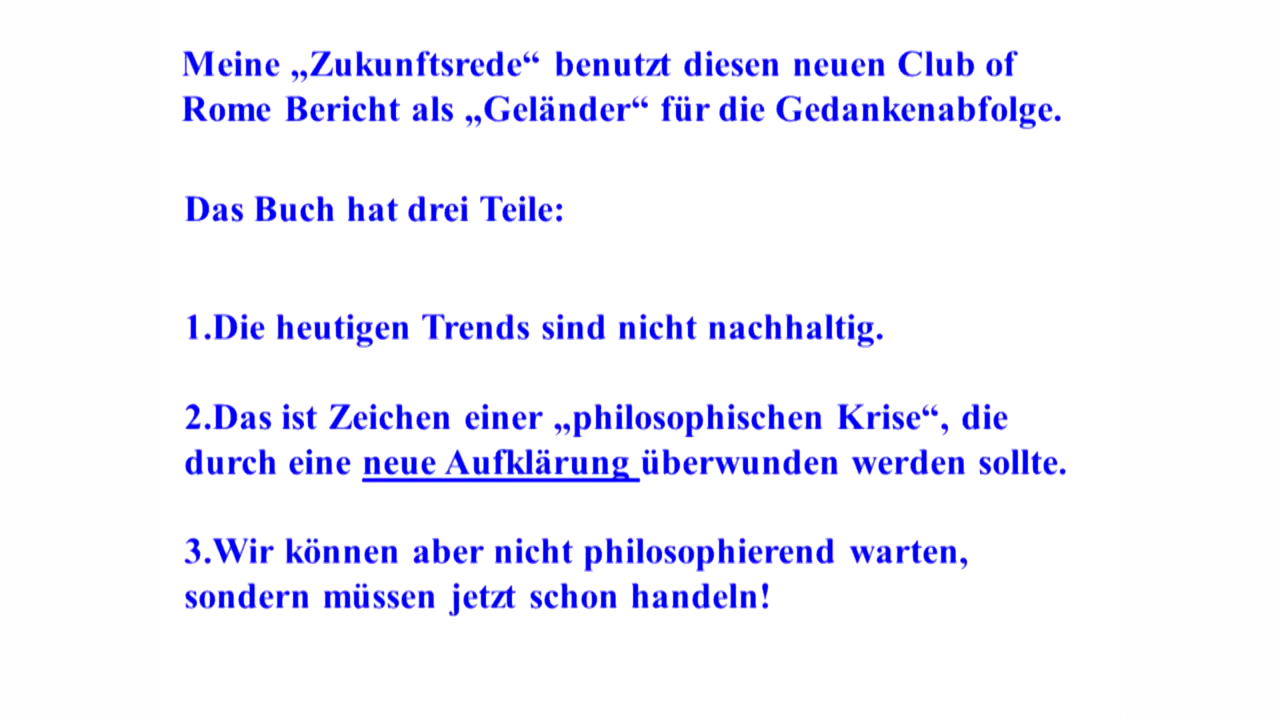 Meine „Zukunftsrede“ benutzt diesen neuen Club of
Rome Bericht als „Geländer“ für die Gedankenabfolge.
Das Buch hat drei Teile:
1.Die heutigen Trends sind nicht nachhaltig.
2.Das ist Zeichen einer „philosophischen Krise“, die
durch eine neue Aufklärung überwunden werden sollte.
3.Wir können aber nicht philosophierend warten,
sondern müssen jetzt schon handeln!